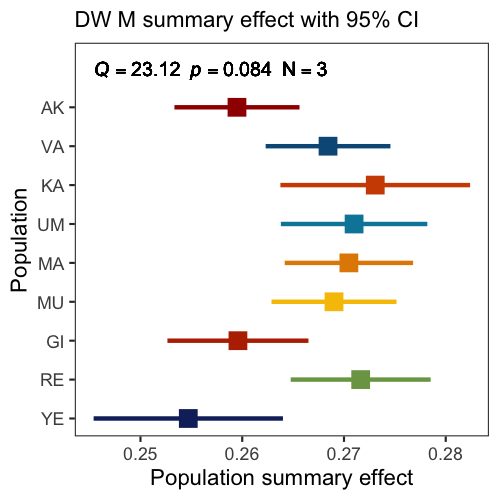 DW M summary effect with 95% CI
Q = 23.12 p = 0.084 N = 3
AK
VA
KA
UM
MA
MU
GI
RE
YE
Population
0.25 0.26 0.27 0.28
Population summary effect